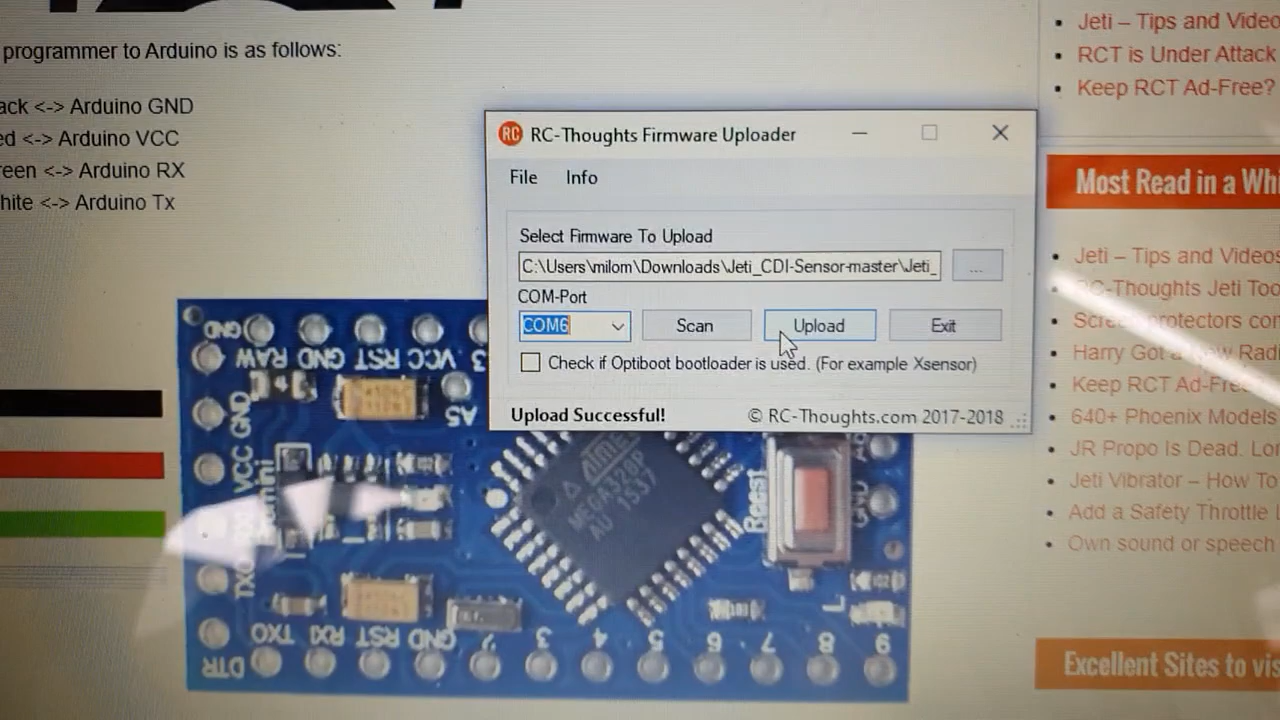 programmer to Arduino is as follows:
ack <-> Arduino GND
ed <-> Arduino VCC
reen <-> Arduino RX
hite <-> Arduino Tx
RC RC-Thoughts Firmware Uploader
File Info
Select Firmware To Upload
C:\Users\milom\Downloads\Jeti_CDI-Sensor-master\Jeti_ ...
COM-Port
COM6 Scan Upload Exit
Check if Optiboot bootloader is used. (For example Xsensor)
Upload Successful! © RC-Thoughts.com 2017-2018
Jeti – Tips and Video
RCT is Under Attack
Keep RCT Ad-Free?
Most Read in a Whi
Jeti – Tips and Videos
RC-Thoughts Jeti Too
Screen protectors cor
Harry Got a New Radi
Keep RCT Ad-Free
640+ Phoenix Models
JR Propo Is Dead. Lor
Jeti Vibrator – How To
Add a Safety Throttle L
Own sound or speech
Excellent Sites to vis
GND
RAW GND RST VCC 3
A5
GND
VCC
ATMEL
MEGA328P
AU 1537
TXO
TXO RXI RST GND 2 3 4 5 6 7 8 9
DTR
L